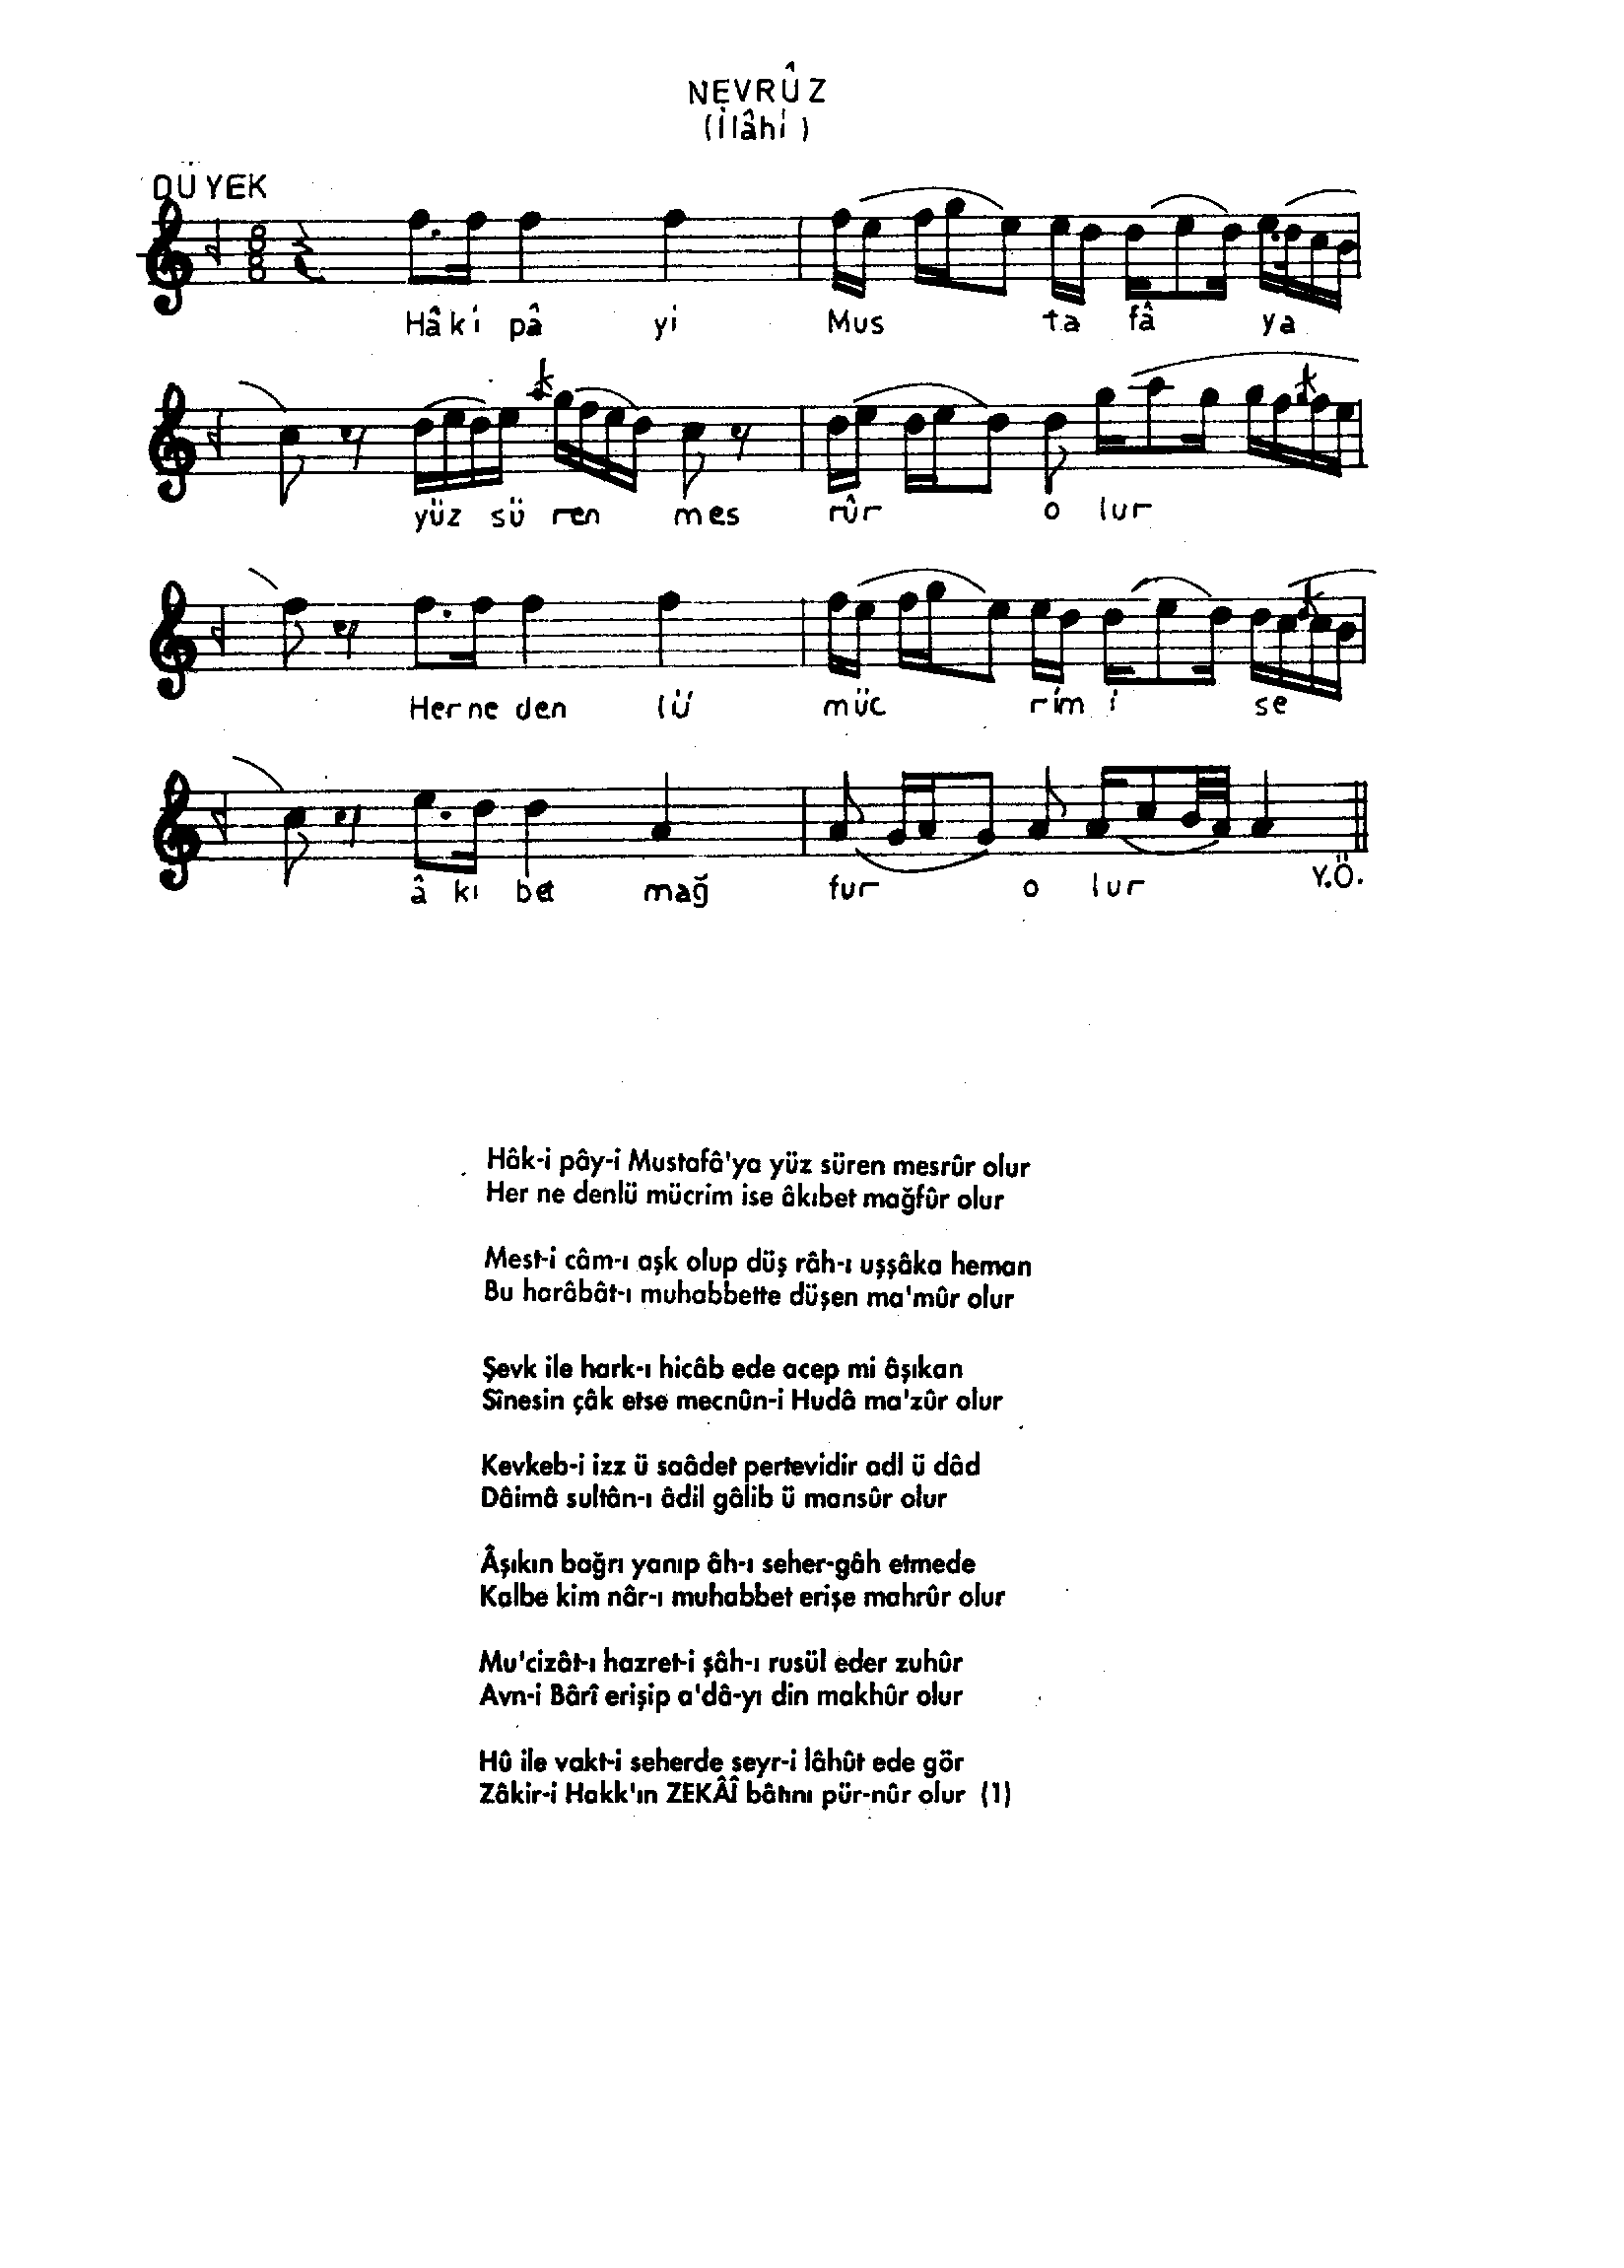 NEVRÛZ
(İlâhi)
DÜYEK
8
8
Hâ ki pâ yi Mus ta fâ ya
yüz sü ren mes rûr o lur
Her ne den lü müc rim i se
â kı bet mağ fur o lur Y.Ö.
Hâk-i pây-i Mustafâ'ya yüz süren mesrûr olur
Her ne denlü mücrim ise âkıbet mağfûr olur
Mest-i câm-ı aşk olup düş râh-ı uşşâka heman
Bu harâbât-ı muhabbette düşen ma'mûr olur
Şevk ile hark-ı hicâb ede acep mi âşıkan
Sînesin çâk etse mecnûn-i Hudâ ma'zûr olur
Kevkeb-i izz ü saâdet pertevidir adl ü dâd
Dâimâ sultân-ı âdil gâlib ü mansûr olur
Âşıkın bağrı yanıp âh-ı seher-gâh etmede
Kalbe kim nâr-ı muhabbet erişe mahrûr olur
Mu'cizât-ı hazret-i şâh-ı rusül eder zuhûr
Avn-i Bârî erişip a'dâ-yı din makhûr olur
Hû ile vakt-i seherde seyr-i lâhût ede gör
Zâkir-i Hakk'ın ZEKÂÎ bâtını pür-nûr olur (1)